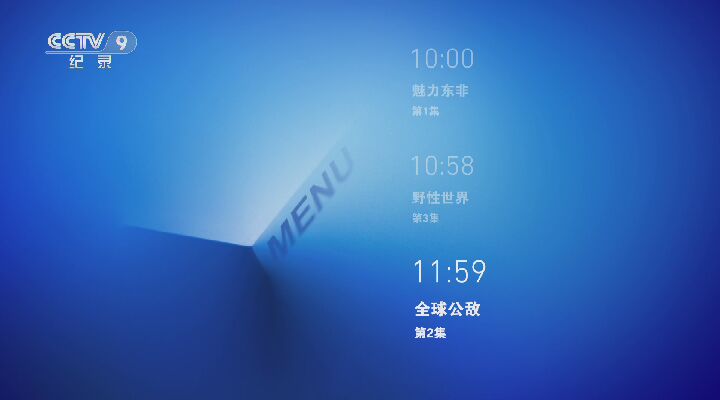 CCTV 9
纪录
MENU
10:00
魅力东非
第1集
10:58
野性世界
第3集
11:59
全球公敌
第2集